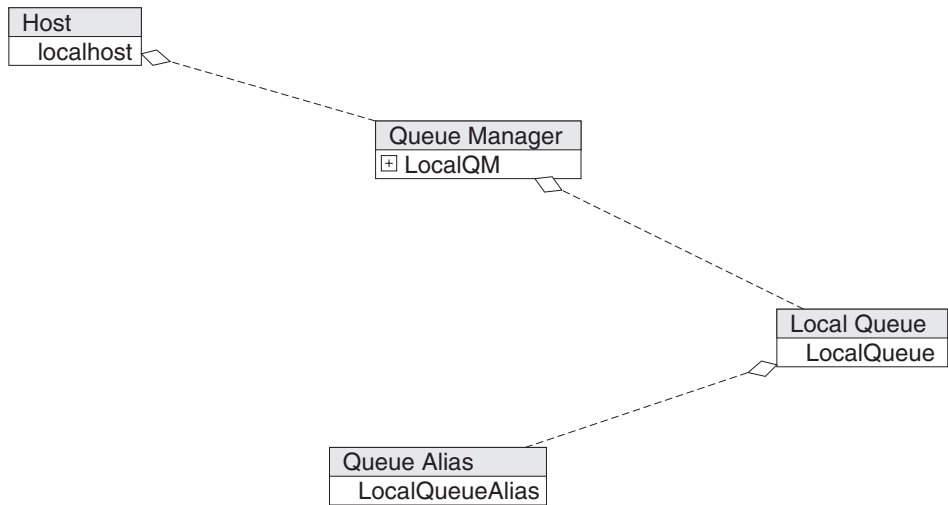 Host
localhost
Queue Manager
LocalQM
Local Queue
LocalQueue
Queue Alias
LocalQueueAlias